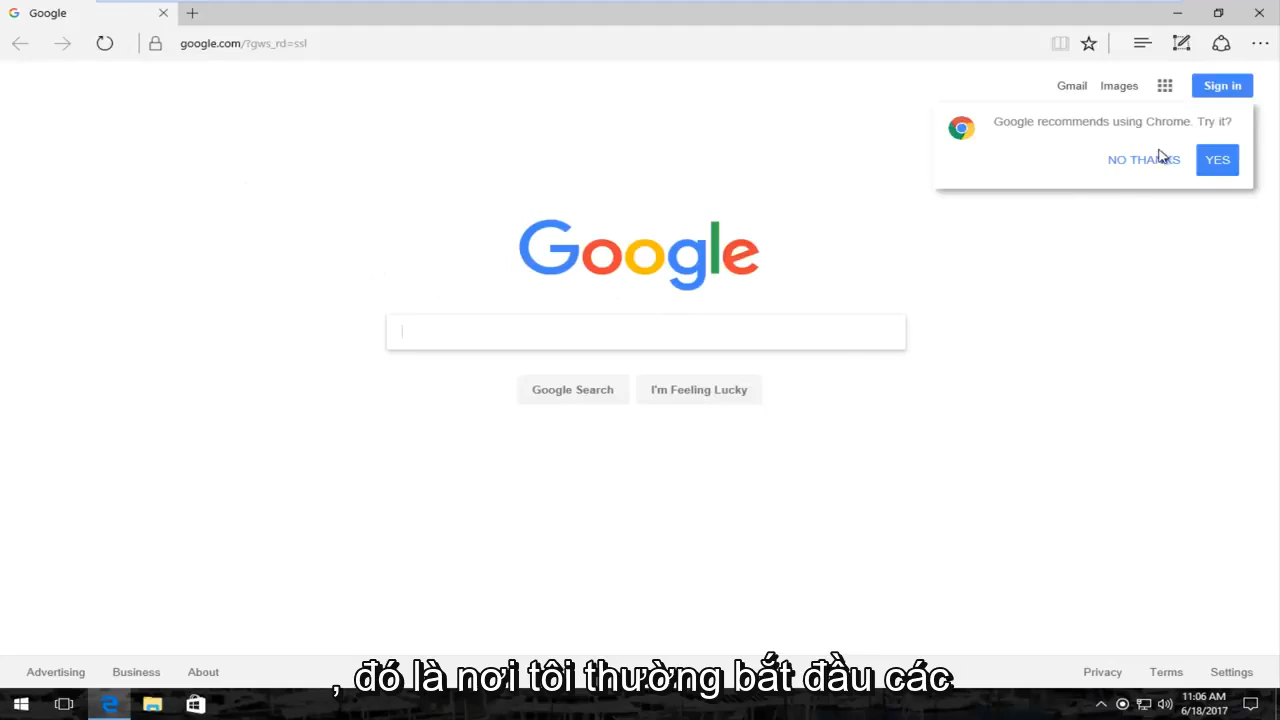 Google
google.com/?gws_rd=ssl
Gmail Images Sign in
Google recommends using Chrome. Try it?
NO THANKS YES
Google
Google Search I'm Feeling Lucky
Advertising Business About Privacy Terms Settings
, đó là nơi tôi thường bắt đầu các
11:06 AM
6/18/2017